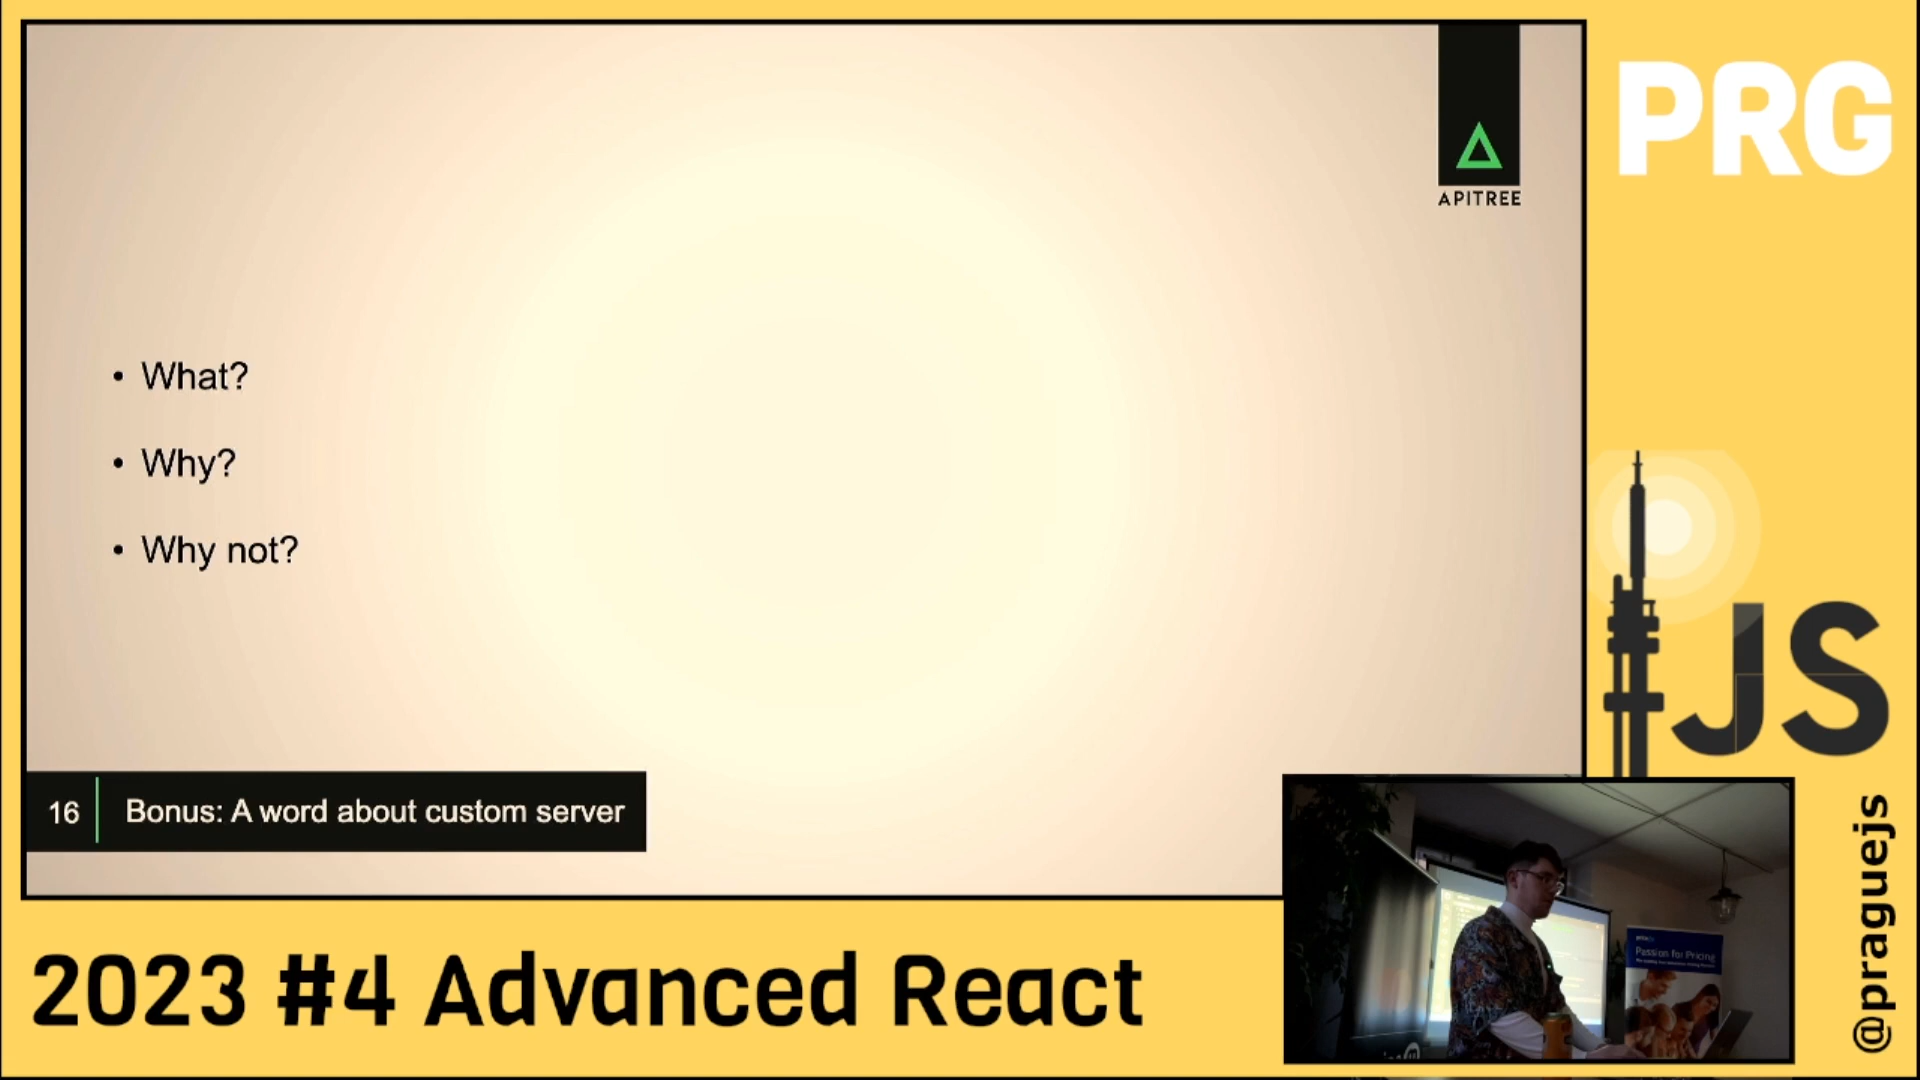 APITREE
• What?
• Why?
• Why not?
16
Bonus: A word about custom server
2023 #4 Advanced React
PRG
JS
@praguejs
Passion for Pricing